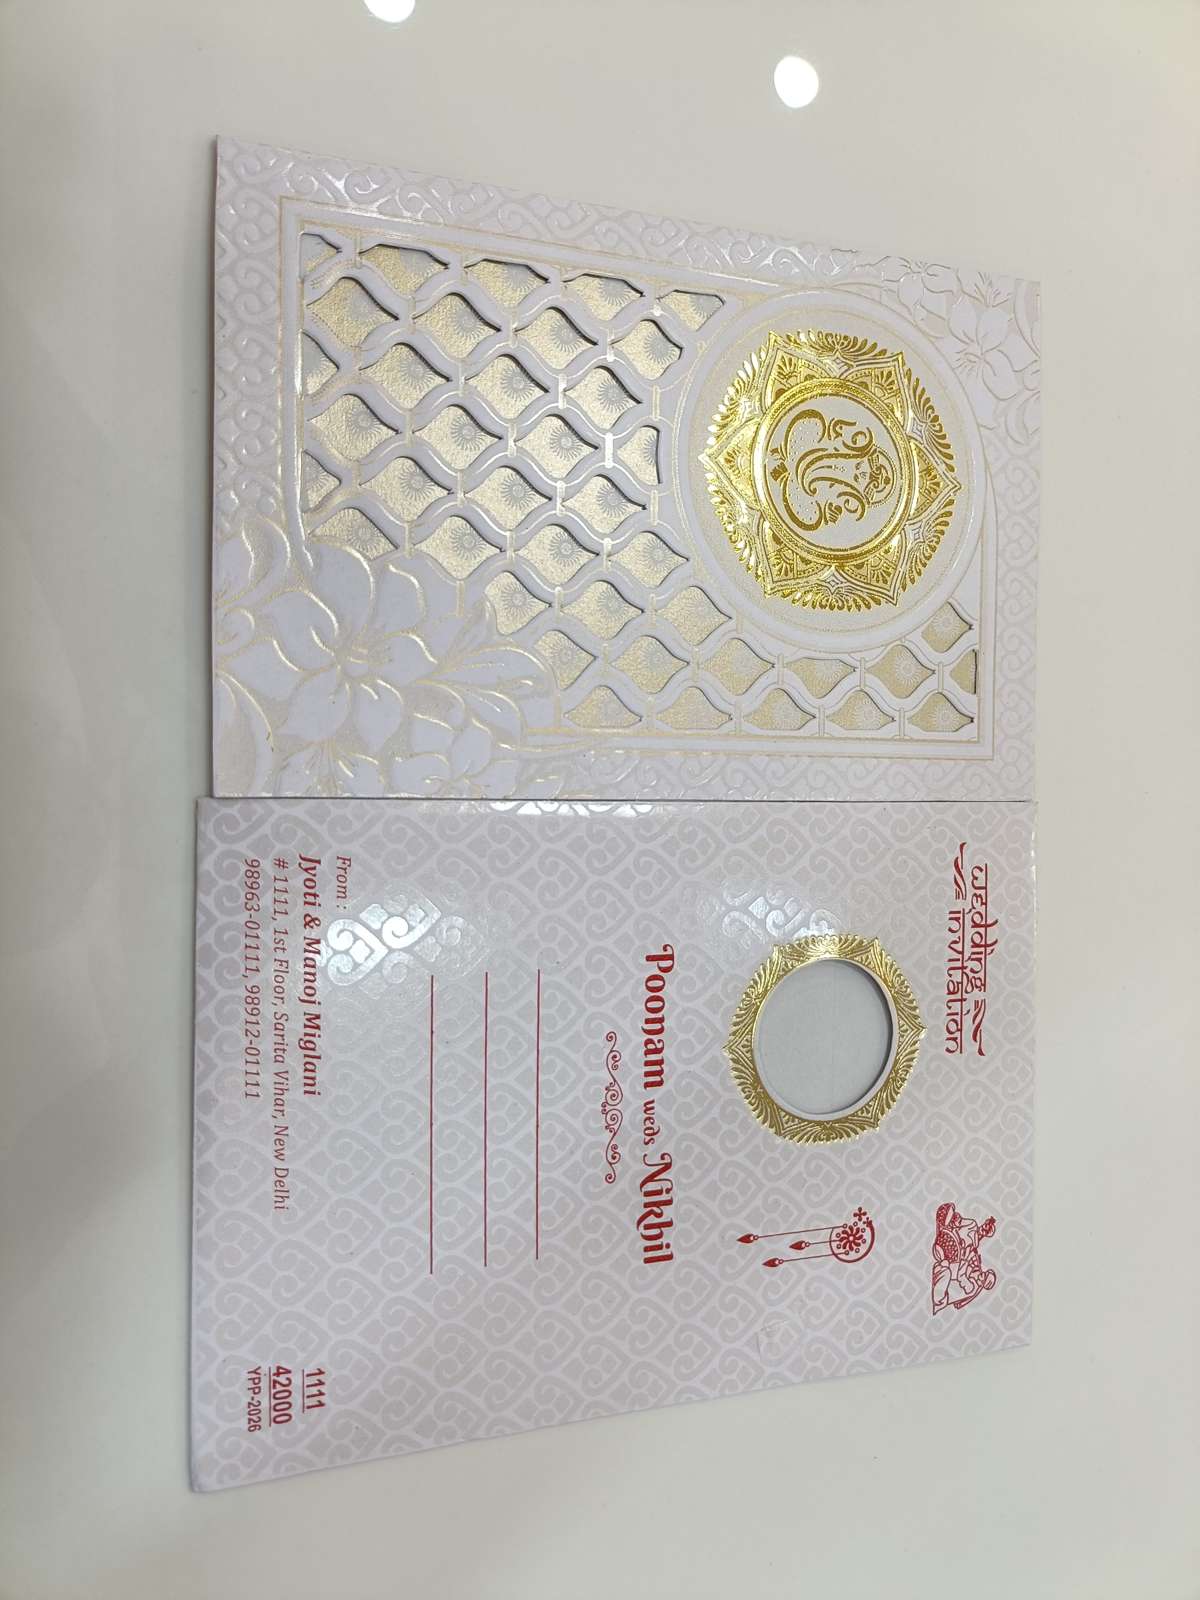 Wedding
Invitation
Poonam weds Nikhil
From :
Jyoti & Manoj Miglani
# 1111, 1st Floor, Sarita Vihar, New Delhi
98963-01111, 98912-01111
1111
42000
YPP-2026